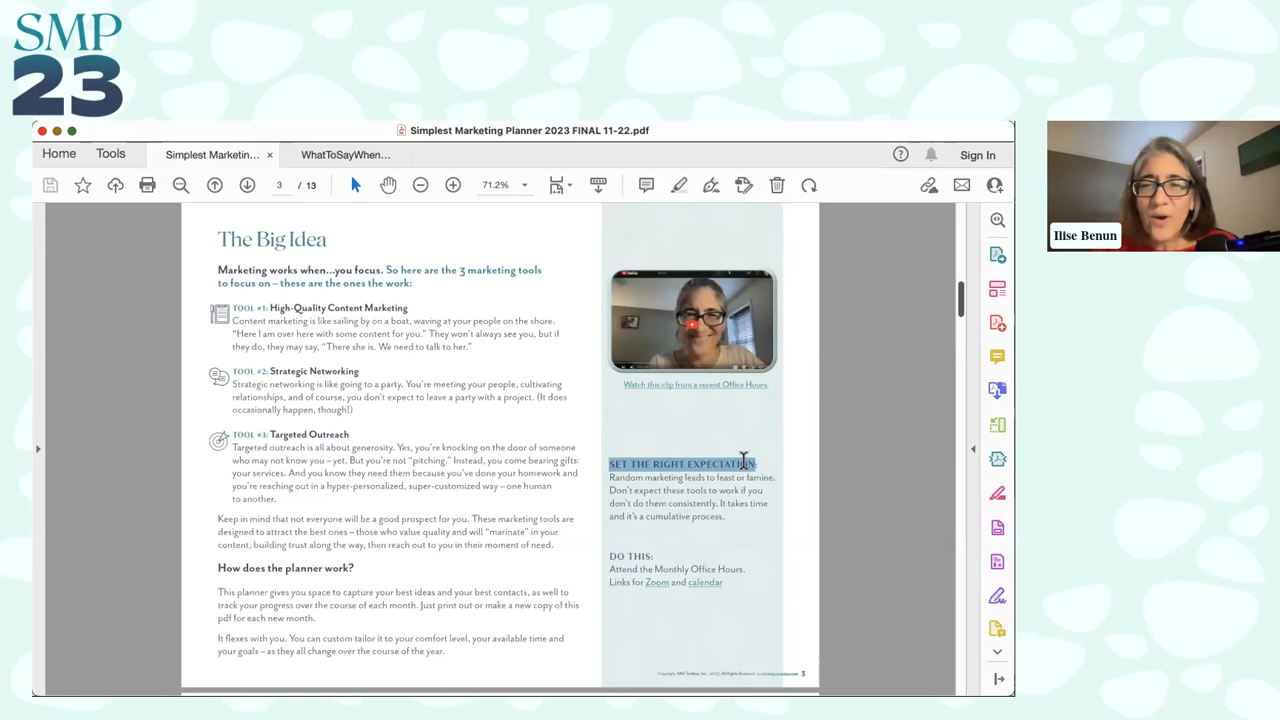 SMP
23
Simplest Marketing Planner 2023 FINAL 11-22.pdf
Home
Tools
Simplest Marketin...
×
WhatToSayWhen...
Sign In
3 / 13
71.2%
The Big Idea
Marketing works when...you focus. So here are the 3 marketing tools
to focus on – these are the ones the work:
TOOL #1: High-Quality Content Marketing
Content marketing is like sailing by on a boat, waving at your people on the shore.
“Here I am over here with some content for you.” They won’t always see you, but if
they do, they may say, “There she is. We need to talk to her.”
TOOL #2: Strategic Networking
Strategic networking is like going to a party. You’re meeting your people, cultivating
relationships, and of course, you don’t expect to leave a party with a project. (It does
occasionally happen, though!)
TOOL #3: Targeted Outreach
Targeted outreach is all about generosity. Yes, you’re knocking on the door of someone
who may not know you – yet. But you’re not “pitching.” Instead, you come bearing gifts:
your services. And you know they need them because you’ve done your homework and
you’re reaching out in a hyper-personalized, super-customized way – one human
to another.
Keep in mind that not everyone will be a good prospect for you. These marketing tools are
designed to attract the best ones – those who value quality and will “marinate” in your
content, building trust along the way, then reach out to you in their moment of need.
How does the planner work?
This planner gives you space to capture your best ideas and your best contacts, as well to
track your progress over the course of each month. Just print out or make a new copy of this
pdf for each new month.
It flexes with you. You can custom tailor it to your comfort level, your available time and
your goals – as they all change over the course of the year.
Watch this clip from a recent Office Hours.
SET THE RIGHT EXPECTATION:
Random marketing leads to feast or famine.
Don’t expect these tools to work if you
don’t do them consistently. It takes time
and it’s a cumulative process.
DO THIS:
Attend the Monthly Office Hours.
Links for Zoom and calendar
3
Ilise Benun